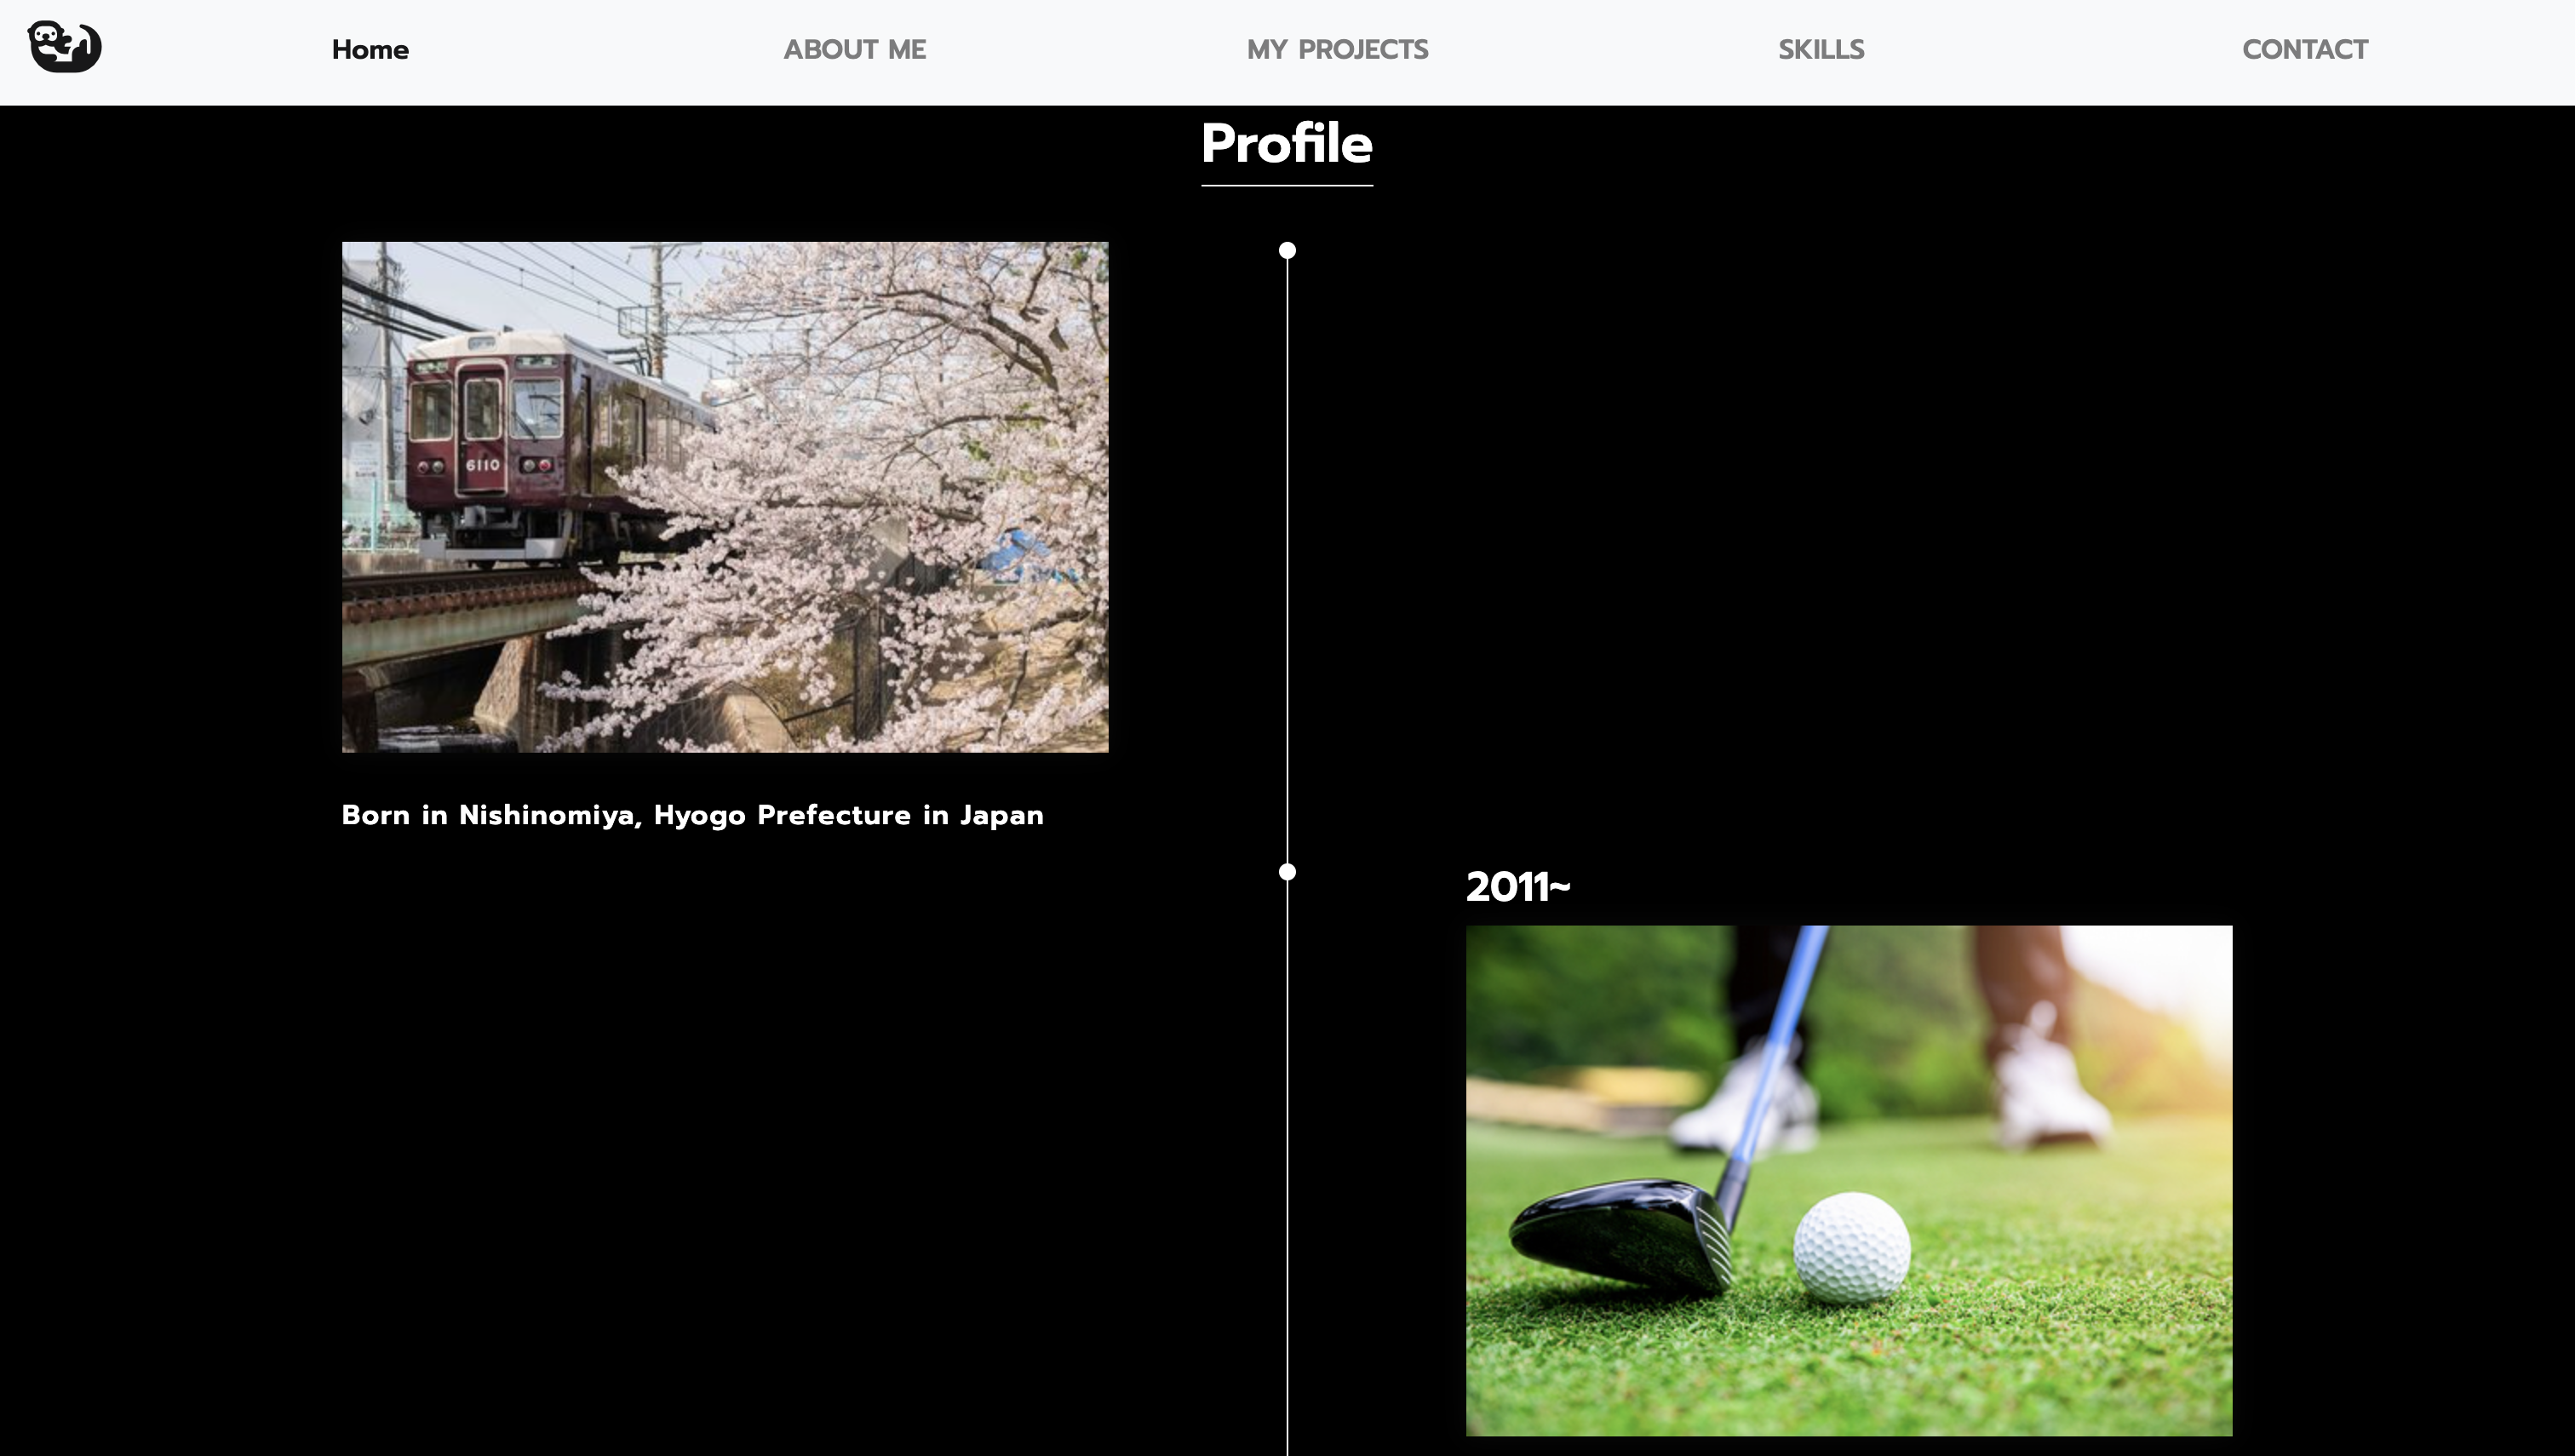 Home
ABOUT ME
MY PROJECTS
SKILLS
CONTACT
Profile
6110
Born in Nishinomiya, Hyogo Prefecture in Japan
2011~